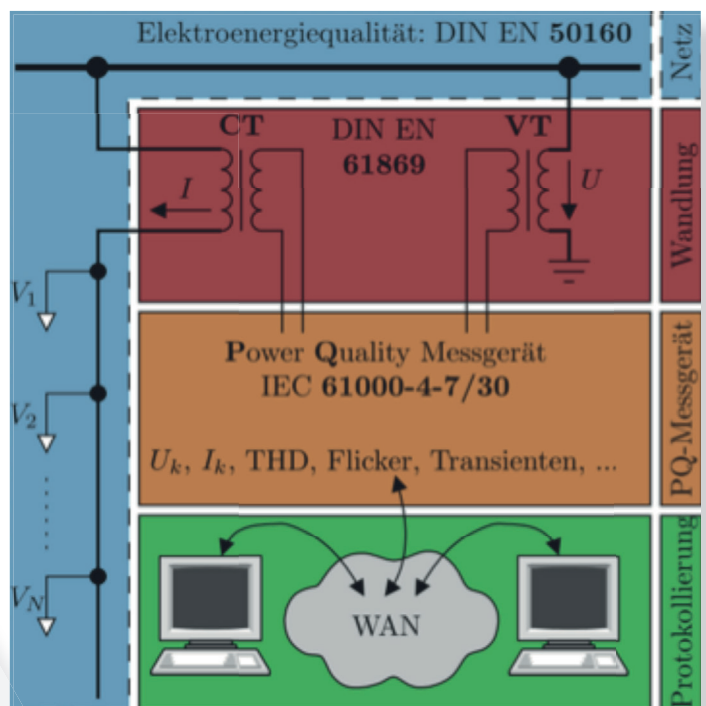 Elektroenergiequalität: DIN EN 50160
Netz
CT
DIN EN
61869
VT
I
U
Wandlung
V1
V2
VN
Power Quality Messgerät
IEC 61000-4-7/30
Uk, Ik, THD, Flicker, Transienten, ...
PQ-Messgerät
WAN
Protokollierung